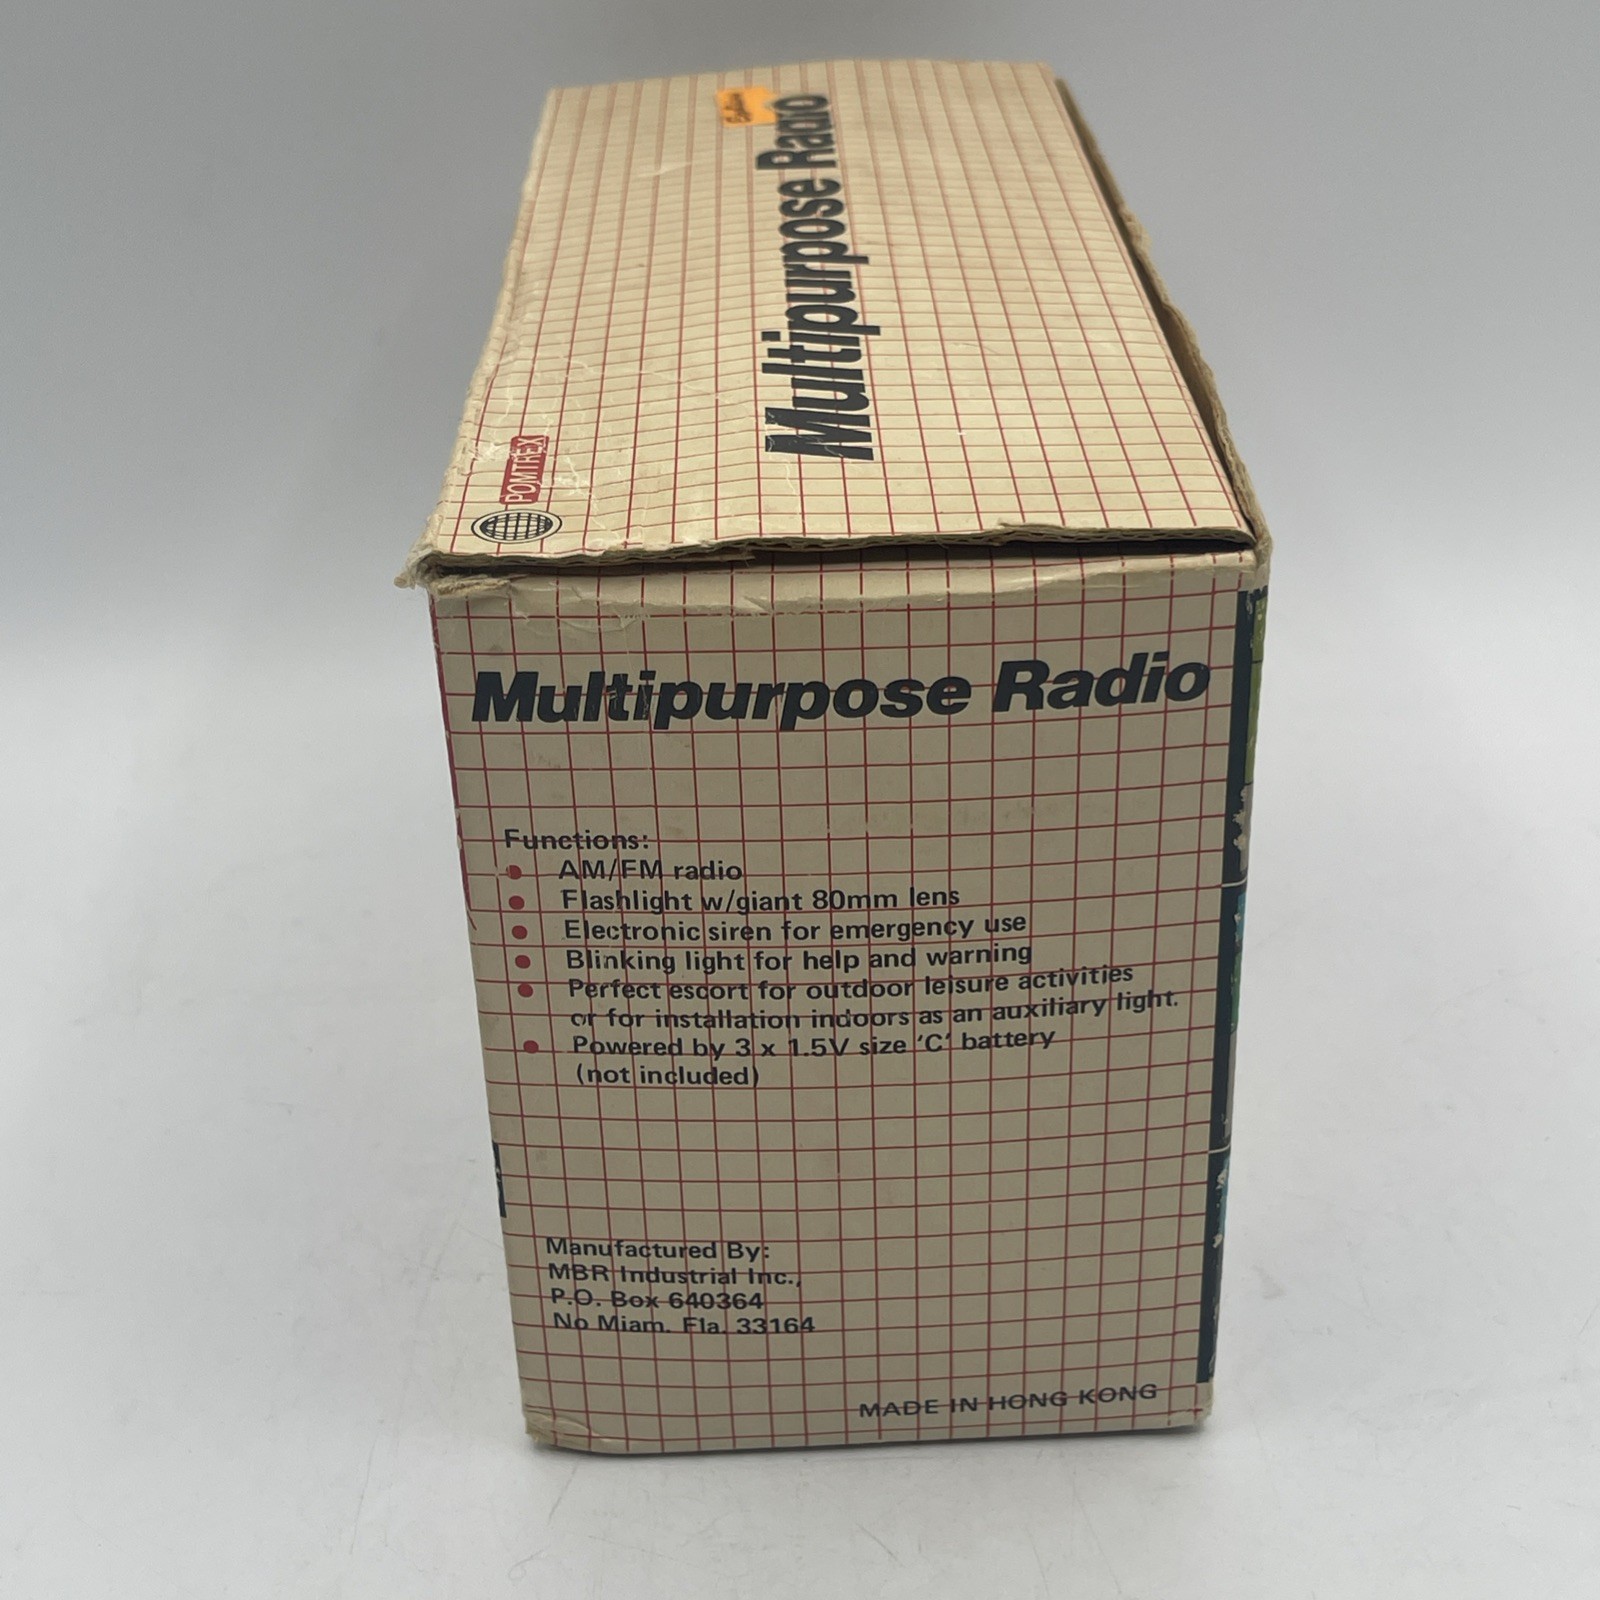 Multipurpose Radio
POMTREX
Multipurpose Radio
Functions:
• AM/FM radio
• Flashlight w/giant 80mm lens
• Electronic siren for emergency use
• Blinking light for help and warning
• Perfect escort for outdoor leisure activities
or for installation indoors as an auxiliary light.
• Powered by 3 x 1.5V size 'C' battery
(not included)
Manufactured By:
MBR Industrial Inc.,
P.O. Box 640364
No Miam. Fla. 33164
MADE IN HONG KONG